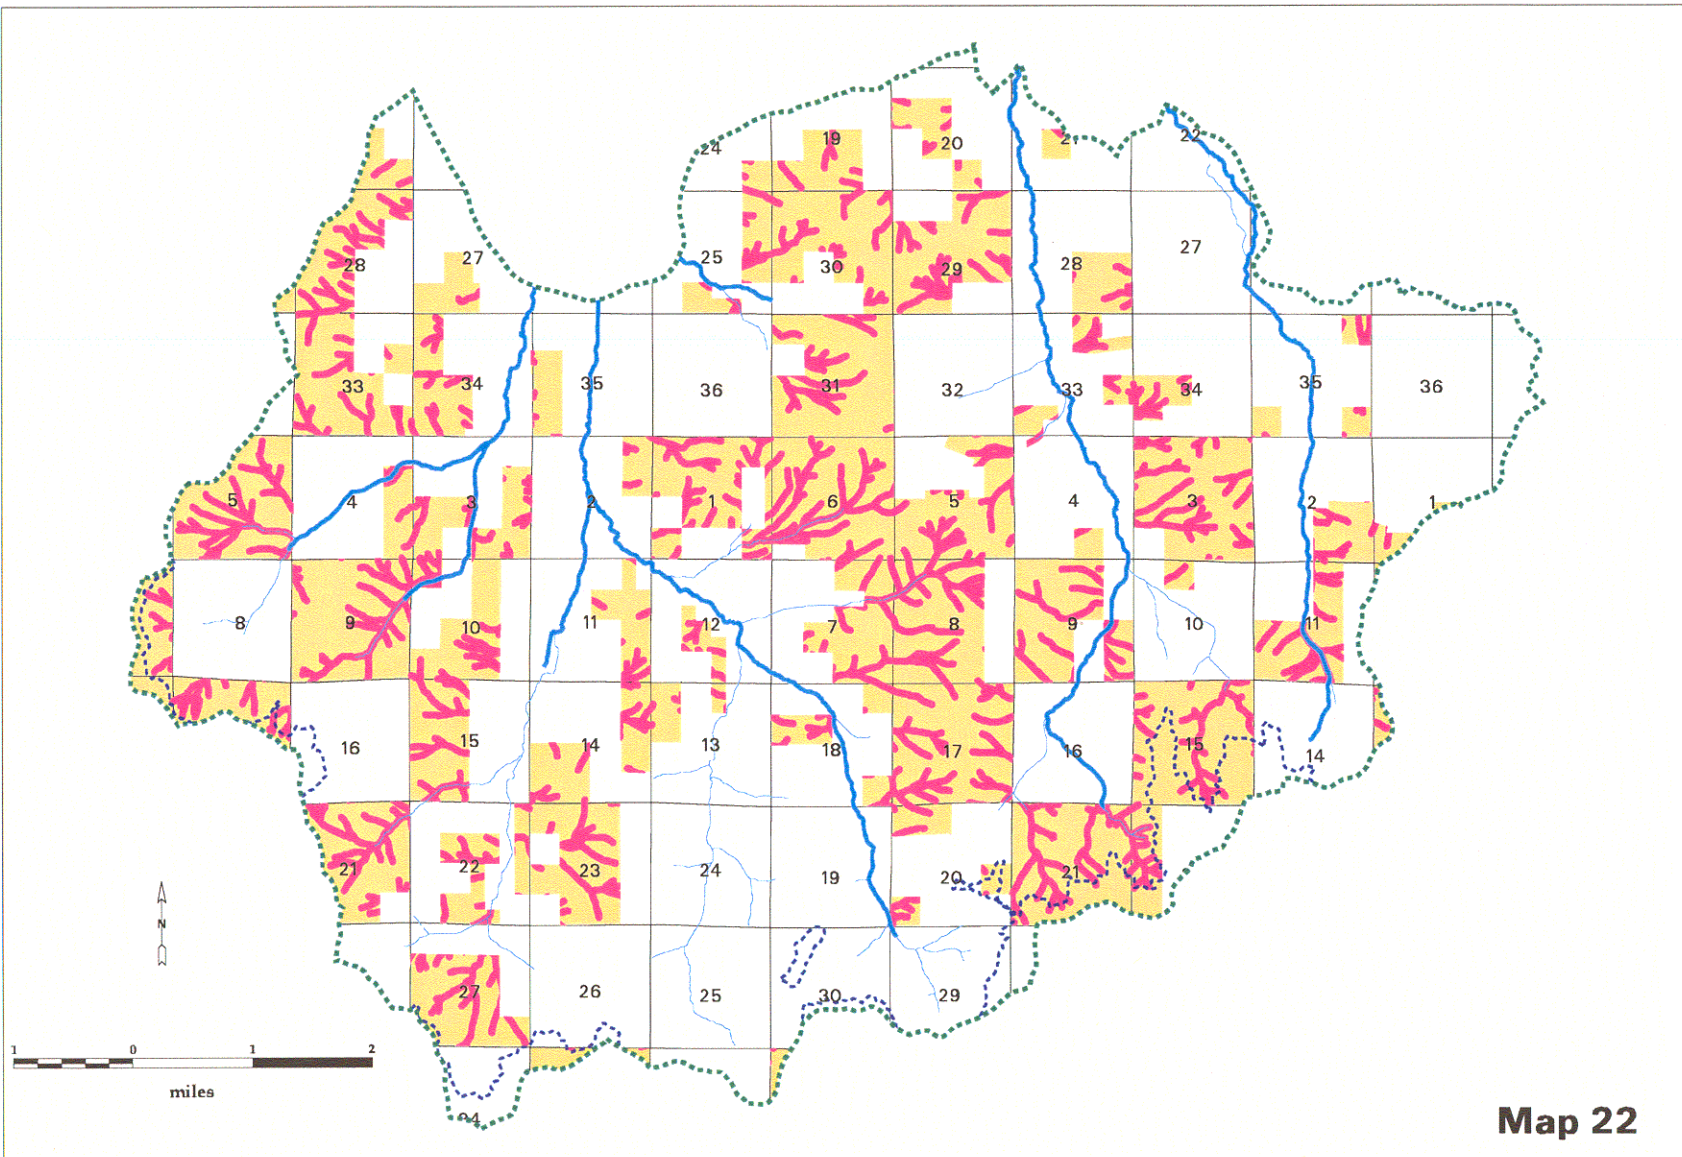 22
24 19 20 21
27
28 27 25 30 29 28
33 34 35 36 31 32 33 34 35 36
5 4 3 2 1 6 5 4 3 2 1
8 9 10 11 12 7 8 9 10 11
16 15 14 13 18 17 16 15 14
21 22 23 24 19 20 21
N
27 26 25 30 29
1 0 1 2
miles
Map 22